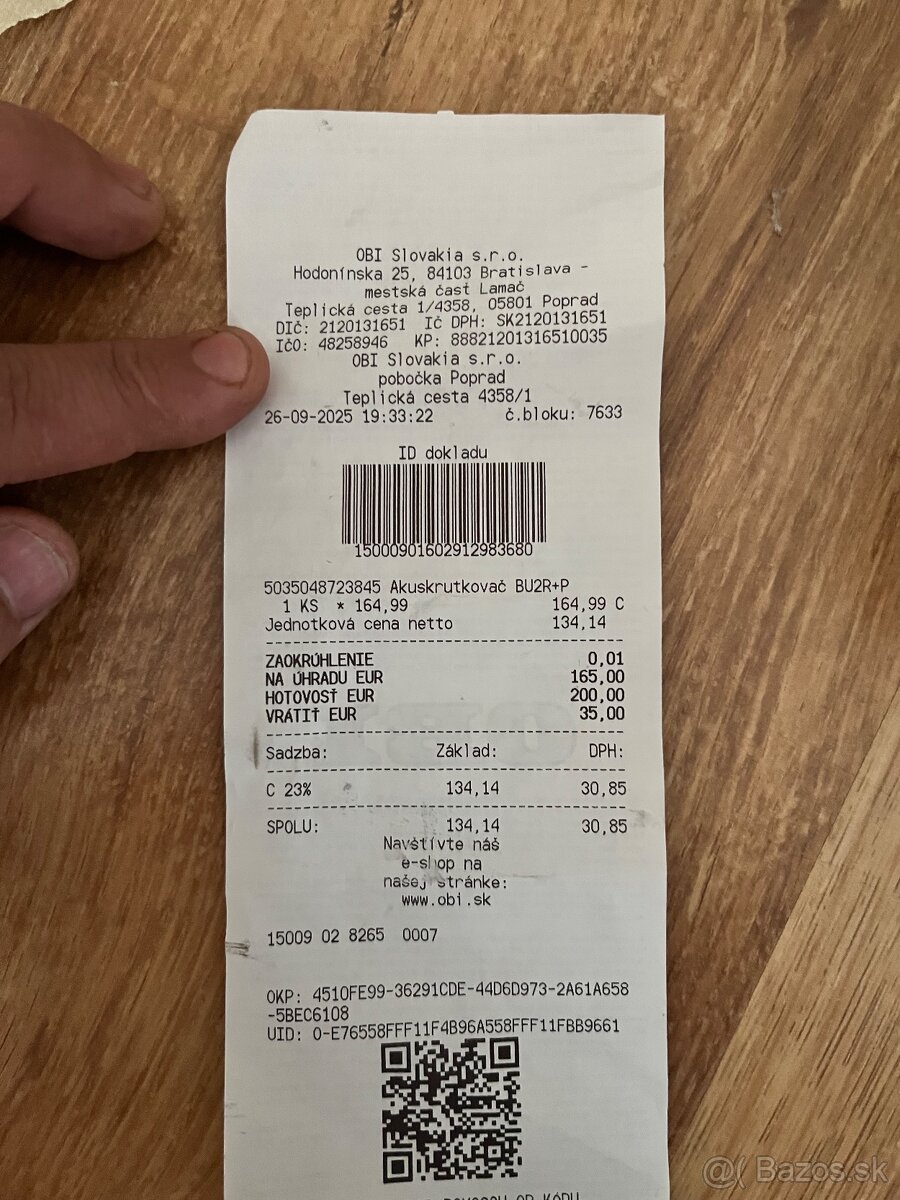 OBI Slovakia s.r.o.
Hodonínska 25, 84103 Bratislava -
mestská časť Lamač
Teplická cesta 1/4358, 05801 Poprad
DIČ: 2120131651 IČ DPH: SK2120131651
IČO: 48258946 KP: 88821201316510035
OBI Slovakia s.r.o.
pobočka Poprad
Teplická cesta 4358/1
26-09-2025 19:33:22 č.bloku: 7633
ID dokladu
15000901602912983680
5035048723845 Akuskrutkovač BU2R+P
1 KS * 164,99 164,99 C
Jednotková cena netto 134,14
ZAOKRÚHLENIE 0,01
NA ÚHRADU EUR 165,00
HOTOVOSŤ EUR 200,00
VRÁTIŤ EUR 35,00
Sadzba: Základ: DPH:
C 23% 134,14 30,85
SPOLU: 134,14 30,85
Navštívte náš
e-shop na
našej stránke:
www.obi.sk
15009 02 8265 0007
OKP: 4510FE99-36291CDE-44D6D973-2A61A658
-5BEC6108
UID: 0-E76558FFF11F4B96A558FFF11FBB9661
Bazos.sk